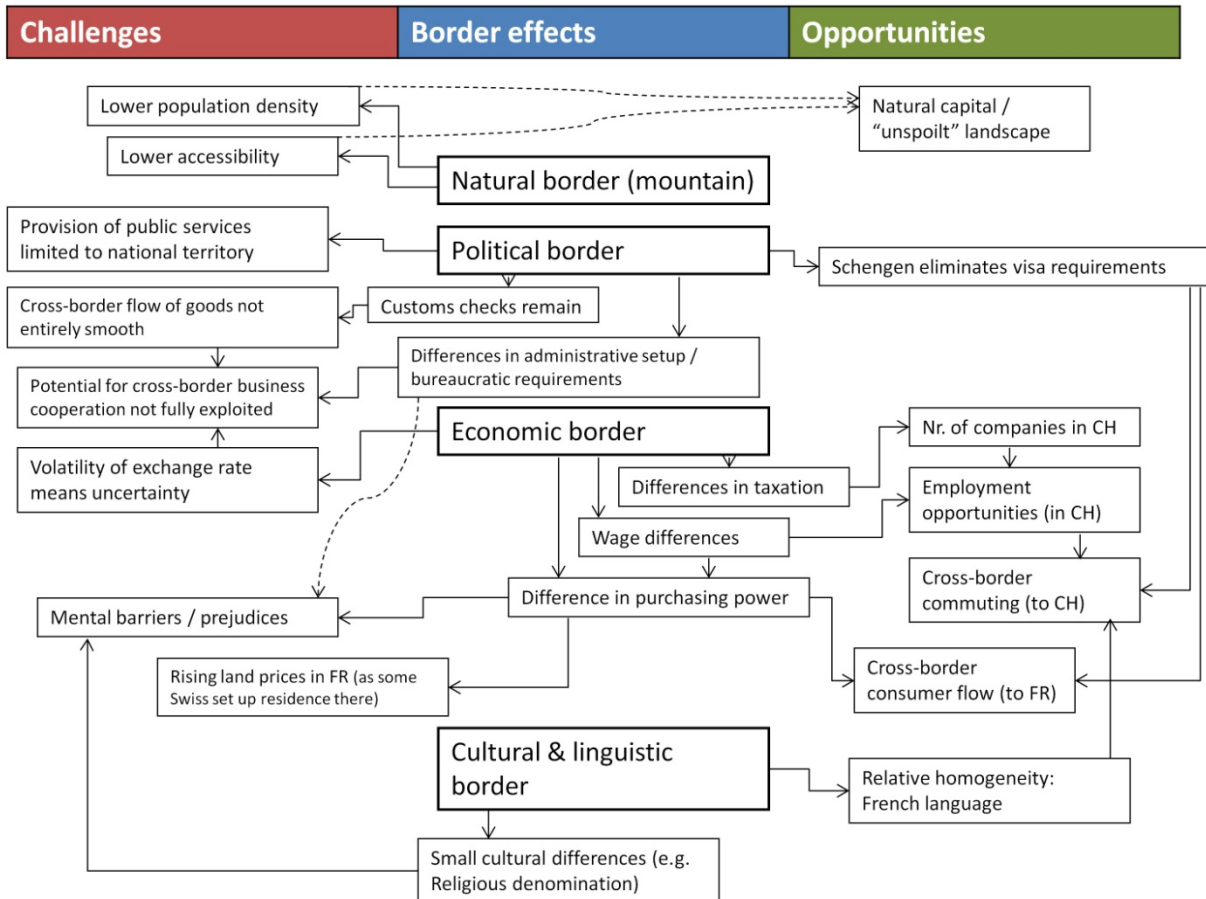 Challenges
Border effects
Opportunities
Lower population density
Natural capital /
“unspoilt” landscape
Lower accessibility
Natural border (mountain)
Provision of public services
limited to national territory
Political border
Schengen eliminates visa requirements
Cross-border flow of goods not
entirely smooth
Customs checks remain
Differences in administrative setup /
bureaucratic requirements
Potential for cross-border business
cooperation not fully exploited
Economic border
Nr. of companies in CH
Volatility of exchange rate
means uncertainty
Differences in taxation
Employment
opportunities (in CH)
Wage differences
Cross-border
commuting (to CH)
Difference in purchasing power
Mental barriers / prejudices
Rising land prices in FR (as some
Swiss set up residence there)
Cross-border
consumer flow (to FR)
Cultural & linguistic
border
Relative homogeneity:
French language
Small cultural differences (e.g.
Religious denomination)